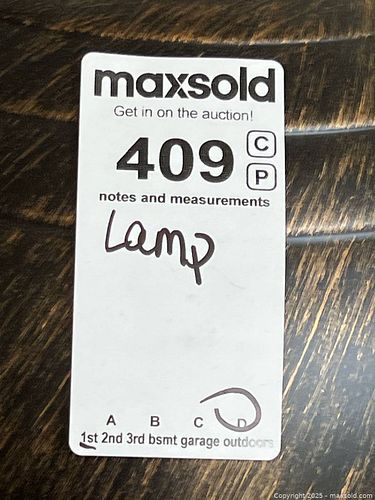 maxsold
Get in on the auction!
409 C
P
notes and measurements
Lamp
A B C D
1st 2nd 3rd bsmt garage outdoors
Copyright 2025 - maxsold.com